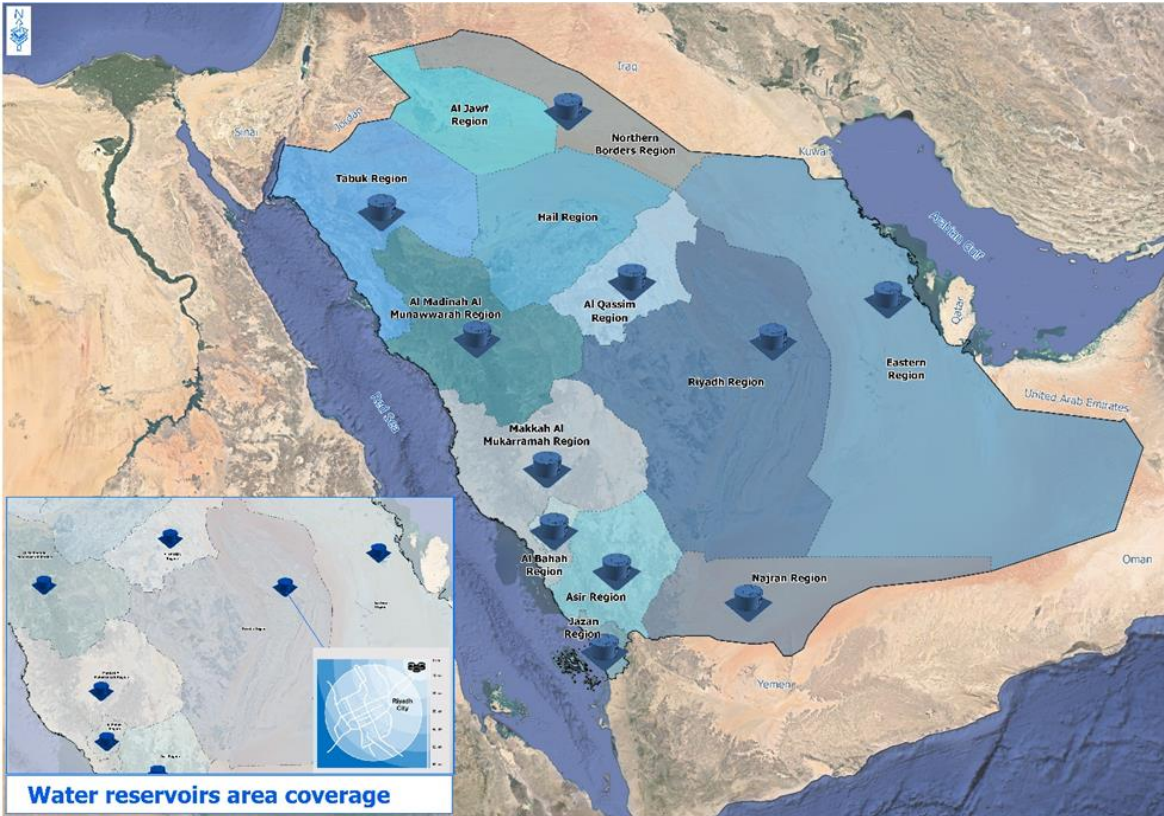 N
Iraq
Al Jawf
Region
Jordan
Sinai
Northern
Borders Region
Kuwait
Tabuk Region
Hail Region
Arabian Gulf
Al Madinah Al
Munawwarah Region
Al Qassim
Region
Qatar
Eastern
Region
Riyadh Region
United Arab Emirates
Red Sea
Makkah Al
Mukarramah Region
Al Bahah
Region
Oman
Najran Region
Asir Region
Jazan
Region
Yemen
Riyadh
City
Water reservoirs area coverage